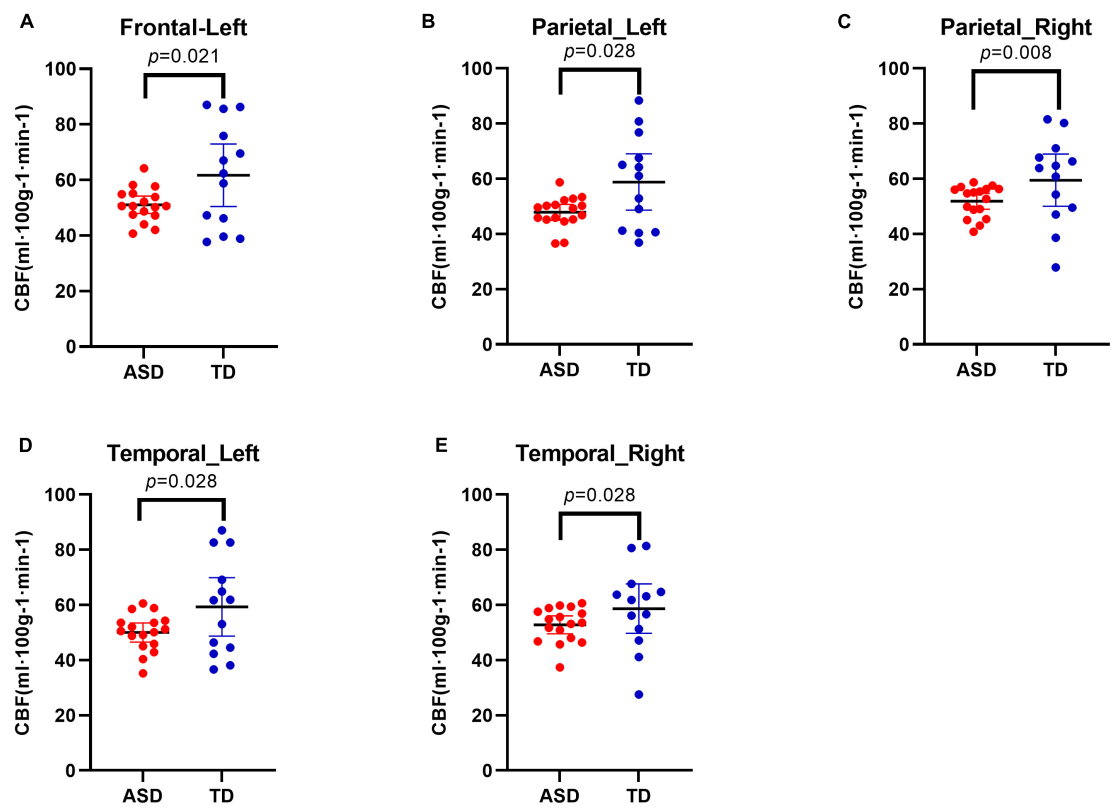 A
Frontal-Left
p=0.021
CBF(ml·100g-1·min-1)
100
80
60
40
20
0
ASD TD
B
Parietal_Left
p=0.028
CBF(ml·100g-1·min-1)
100
80
60
40
20
0
ASD TD
C
Parietal_Right
p=0.008
CBF(ml·100g-1·min-1)
100
80
60
40
20
0
ASD TD
D
Temporal_Left
p=0.028
CBF(ml·100g-1·min-1)
100
80
60
40
20
0
ASD TD
E
Temporal_Right
p=0.028
CBF(ml·100g-1·min-1)
100
80
60
40
20
0
ASD TD